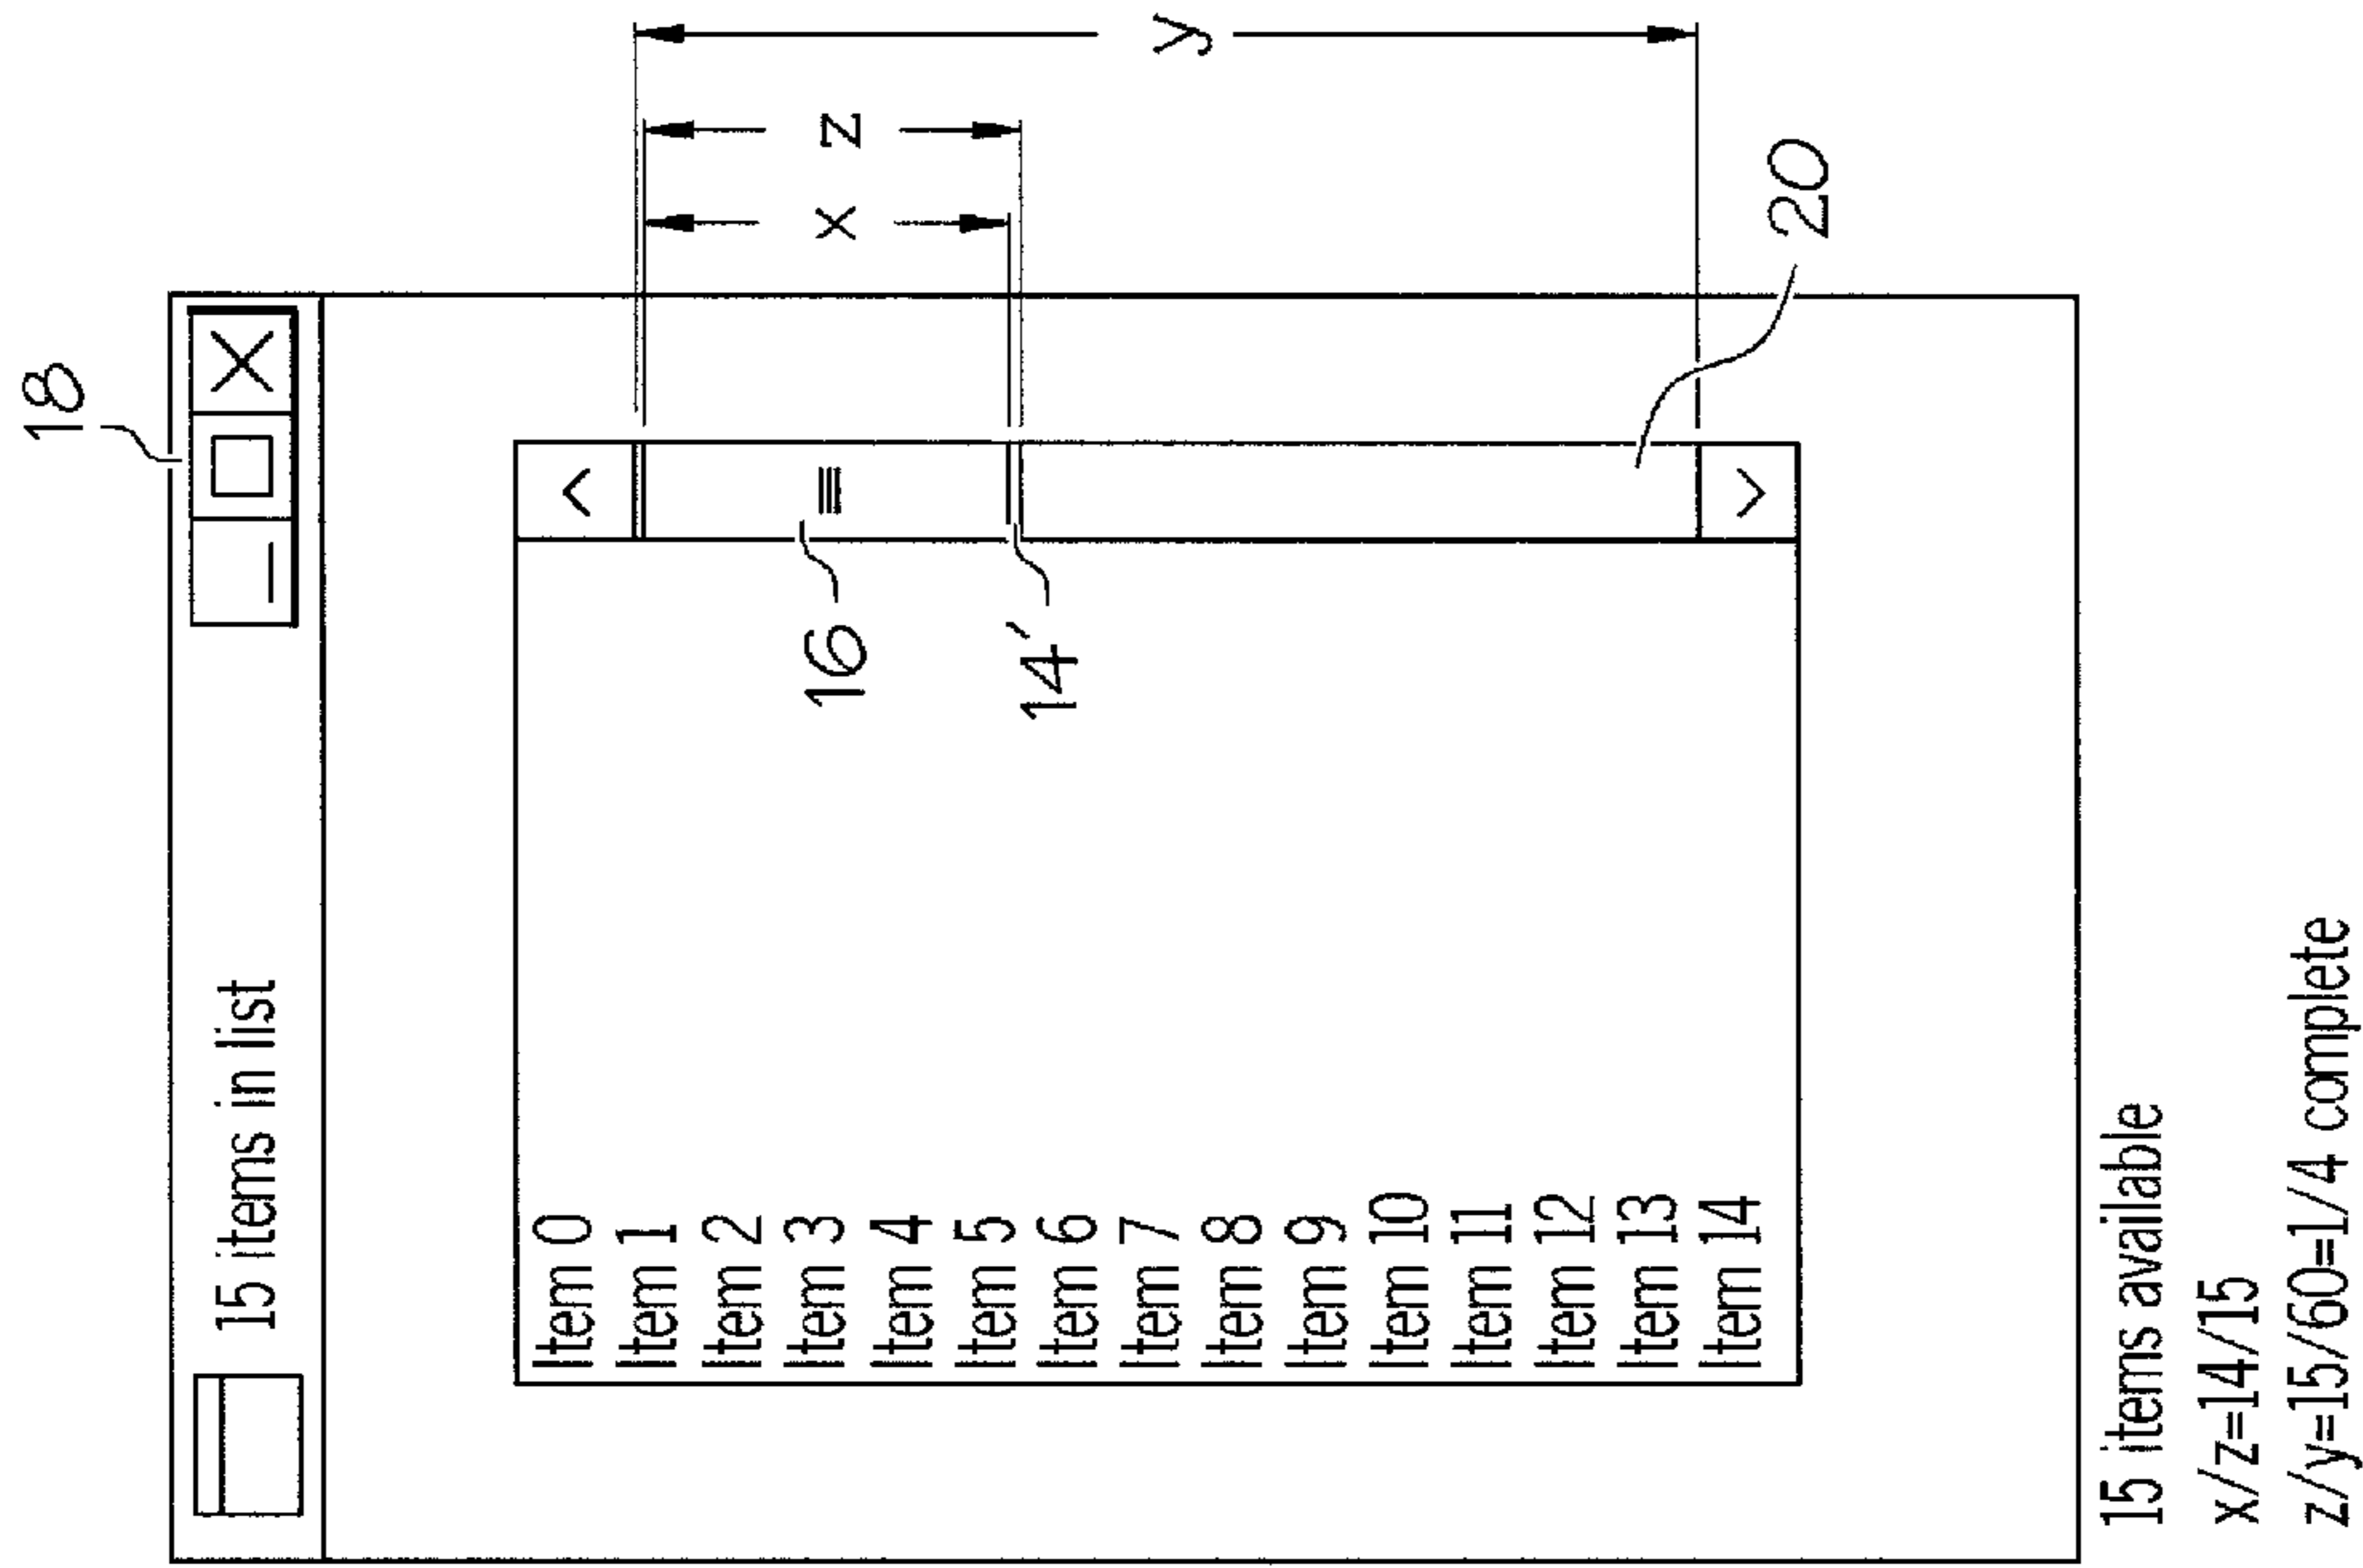 18
15 items in list
X
Item 0
Item 1
Item 2
Item 3
Item 4
Item 5
Item 6
Item 7
Item 8
Item 9
Item 10
Item 11
Item 12
Item 13
Item 14
16
14′
x
z
y
20
15 items available
x/z=14/15
z/y=15/60=1/4 complete